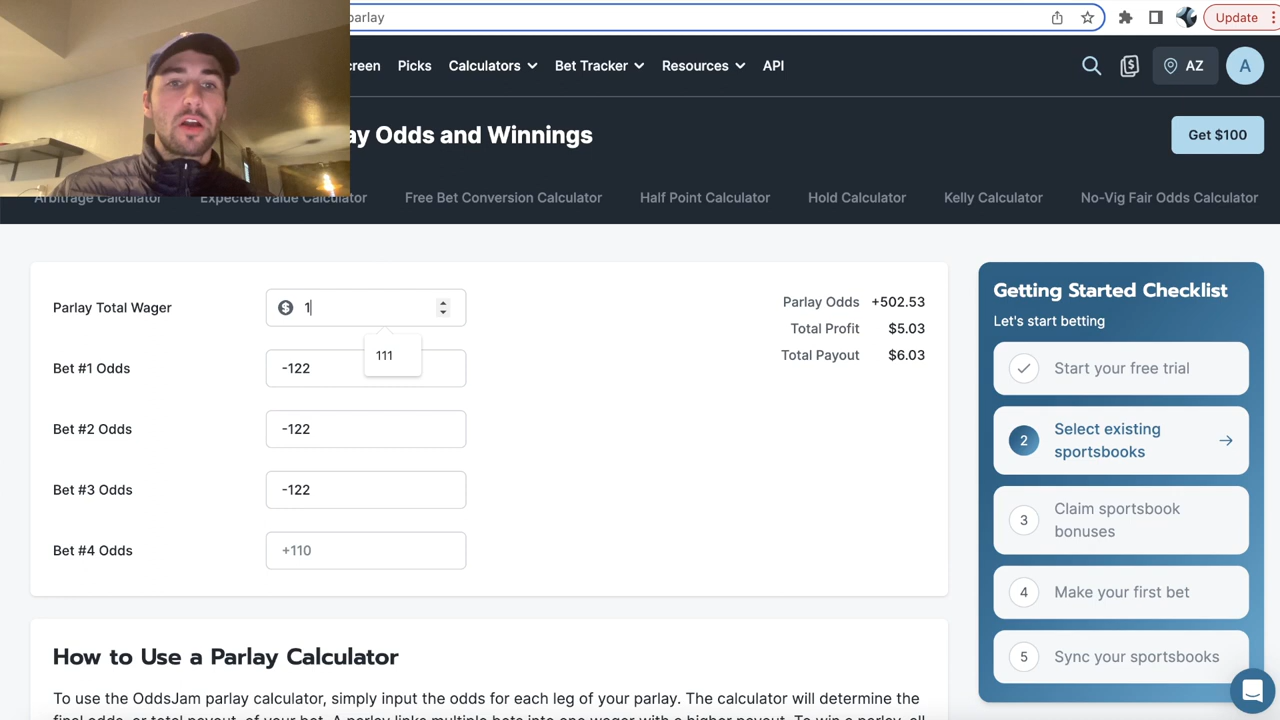 parlay
Update
creen Picks Calculators Bet Tracker Resources API
AZ
A
ay Odds and Winnings
Get $100
Arbitrage Calculator Expected Value Calculator Free Bet Conversion Calculator Half Point Calculator Hold Calculator Kelly Calculator No-Vig Fair Odds Calculator
Parlay Total Wager
$ 1
111
Bet #1 Odds
-122
Bet #2 Odds
-122
Bet #3 Odds
-122
Bet #4 Odds
+110
Parlay Odds +502.53
Total Profit $5.03
Total Payout $6.03
Getting Started Checklist
Let's start betting
Start your free trial
2 Select existing
sportsbooks
3 Claim sportsbook
bonuses
4 Make your first bet
5 Sync your sportsbooks
How to Use a Parlay Calculator
To use the OddsJam parlay calculator, simply input the odds for each leg of your parlay. The calculator will determine the
final odds, or total payout, of your bet. A parlay links multiple bets into one wager with a higher payout. To win a parlay, all